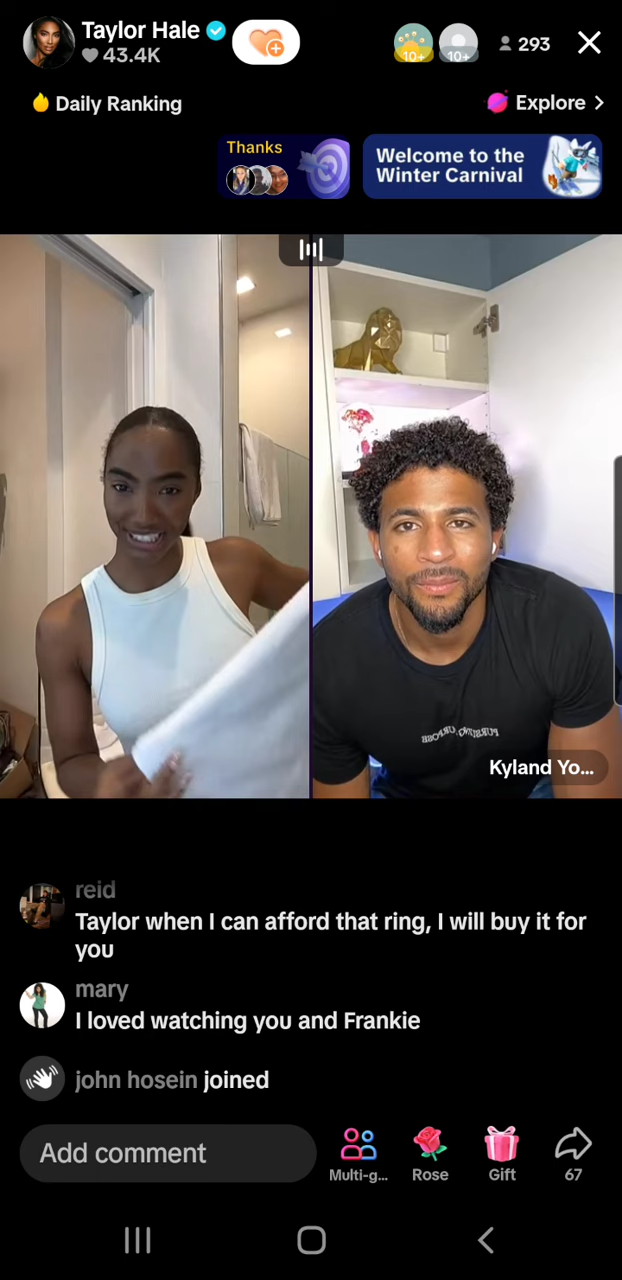 Taylor Hale
43.4K
10+
10+
293
Daily Ranking
Explore
Thanks
Welcome to the
Winter Carnival
Kyland Yo...
reid
Taylor when I can afford that ring, I will buy it for
you
mary
I loved watching you and Frankie
john hosein joined
Add comment
Multi-g...
Rose
Gift
67